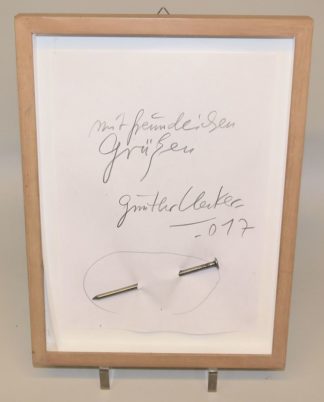 mit freundlichen
Grüßen
Günther Uecker
.017